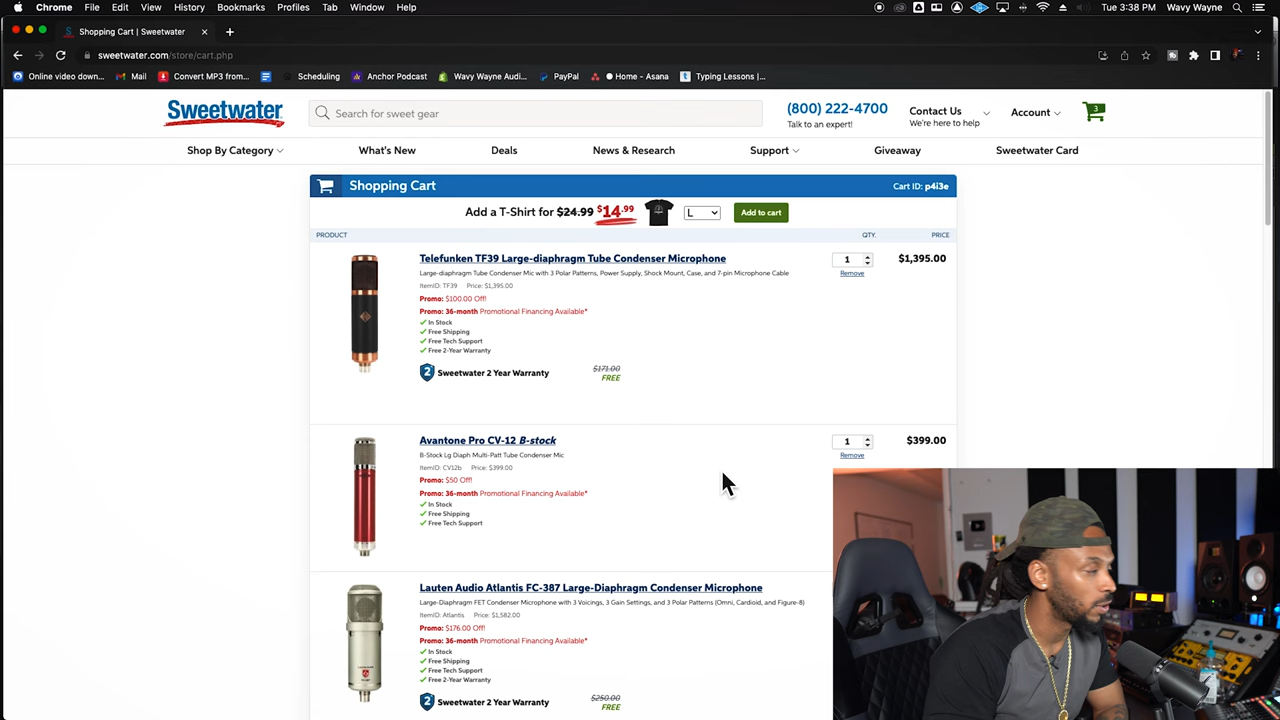 Chrome File Edit View History Bookmarks Profiles Tab Window Help
Tue 3:38 PM Wavy Wayne
Shopping Cart | Sweetwater
sweetwater.com/store/cart.php
Online video down... Mail Convert MP3 from... Scheduling Anchor Podcast Wavy Wayne Audi... PayPal Home - Asana Typing Lessons |...
Sweetwater
Search for sweet gear
(800) 222-4700
Talk to an expert!
Contact Us
We're here to help
Account
3
Shop By Category What's New Deals News & Research Support Giveaway Sweetwater Card
Shopping Cart
Cart ID: p4i3e
Add a T-Shirt for $24.99 $14.99 L Add to cart
PRODUCT QTY. PRICE
Telefunken TF39 Large-diaphragm Tube Condenser Microphone 1 $1,395.00
Large-diaphragm Tube Condenser Mic with 3 Polar Patterns, Power Supply, Shock Mount, Case, and 7-pin Microphone Cable
Remove
ItemID: TF39 Price: $1,395.00
Promo: $100.00 Off!
Promo: 36-month Promotional Financing Available*
In Stock
Free Shipping
Free Tech Support
Free 2-Year Warranty
2 Sweetwater 2 Year Warranty $171.00
FREE
Avantone Pro CV-12 B-stock 1 $399.00
B-Stock Lg Diaph Multi-Patt Tube Condenser Mic
Remove
ItemID: CV12b Price: $399.00
Promo: $50 Off!
Promo: 36-month Promotional Financing Available*
In Stock
Free Shipping
Free Tech Support
Lauten Audio Atlantis FC-387 Large-Diaphragm Condenser Microphone
Large-Diaphragm FET Condenser Microphone with 3 Voicings, 3 Gain Settings, and 3 Polar Patterns (Omni, Cardioid, and Figure-8)
ItemID: Atlantis Price: $1,582.00
Promo: $176.00 Off!
Promo: 36-month Promotional Financing Available*
In Stock
Free Shipping
Free Tech Support
Free 2-Year Warranty
2 Sweetwater 2 Year Warranty $250.00
FREE